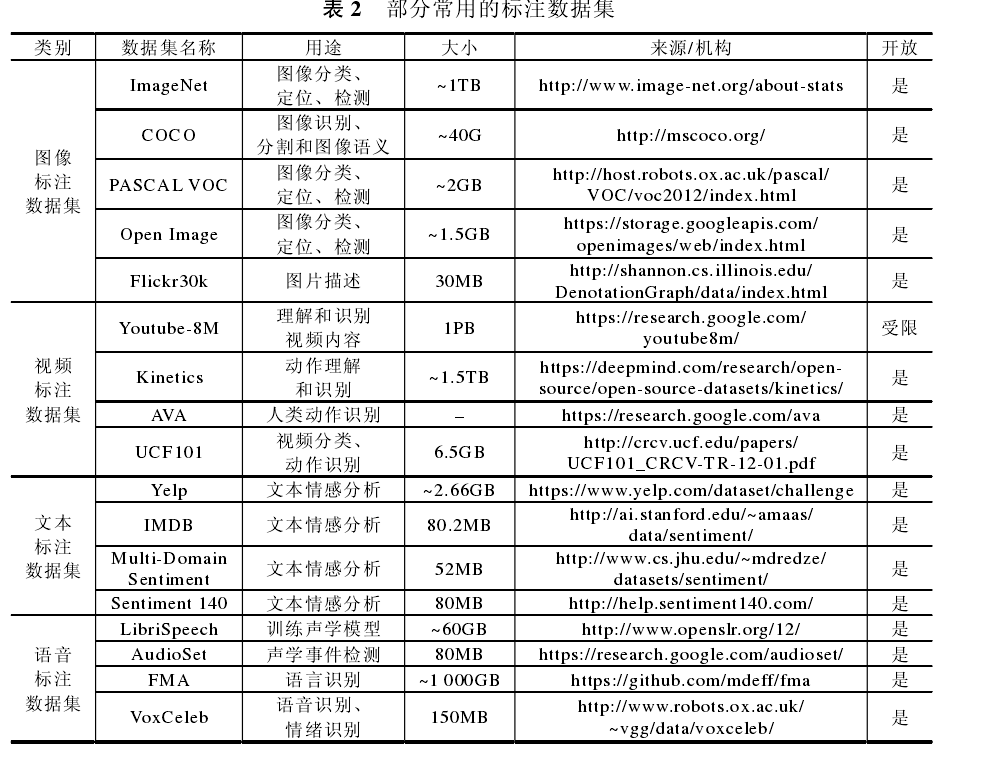 表 2 部分常用的标注数据集
类别 数据集名称 用途 大小 来源/机构 开放
图像
标注
数据集
ImageNet
图像分类、
定位、检测
~1TB
http://www.image-net.org/about-stats
是
COCO
图像识别、
分割和图像语义
~40G
http://mscoco.org/
是
PASCAL VOC
图像分类、
定位、检测
~2GB
http://host.robots.ox.ac.uk/pascal/
VOC/voc2012/index.html
是
Open Image
图像分类、
定位、检测
~1.5GB
https://storage.googleapis.com/
openimages/web/index.html
是
Flickr30k
图片描述
30MB
http://shannon.cs.illinois.edu/
DenotationGraph/data/index.html
是
视频
标注
数据集
Youtube-8M
理解和识别
视频内容
1PB
https://research.google.com/
youtube8m/
受限
Kinetics
动作理解
和识别
~1.5TB
https://deepmind.com/research/open-
source/open-source-datasets/kinetics/
是
AVA
人类动作识别
–
https://research.google.com/ava
是
UCF101
视频分类、
动作识别
6.5GB
http://crcv.ucf.edu/papers/
UCF101_CRCV-TR-12-01.pdf
是
文本
标注
数据集
Yelp
文本情感分析
~2.66GB
https://www.yelp.com/dataset/challenge
是
IMDB
文本情感分析
80.2MB
http://ai.stanford.edu/~amaas/
data/sentiment/
是
Multi-Domain
Sentiment
文本情感分析
52MB
http://www.cs.jhu.edu/~mdredze/
datasets/sentiment/
是
Sentiment 140
文本情感分析
80MB
http://help.sentiment140.com/
是
语音
标注
数据集
LibriSpeech
训练声学模型
~60GB
http://www.openslr.org/12/
是
AudioSet
声学事件检测
80MB
https://research.google.com/audioset/
是
FMA
语言识别
~1 000GB
https://github.com/mdeff/fma
是
VoxCeleb
语音识别、
情绪识别
150MB
http://www.robots.ox.ac.uk/
~vgg/data/voxceleb/
是